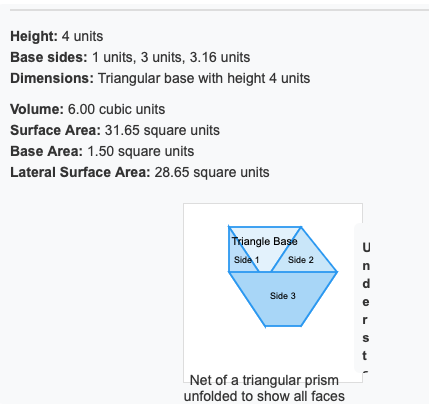 Height: 4 units
Base sides: 1 units, 3 units, 3.16 units
Dimensions: Triangular base with height 4 units
Volume: 6.00 cubic units
Surface Area: 31.65 square units
Base Area: 1.50 square units
Lateral Surface Area: 28.65 square units
Triangle Base
Side 1
Side 2
Side 3
U
n
d
e
r
s
t
Net of a triangular prism
unfolded to show all faces